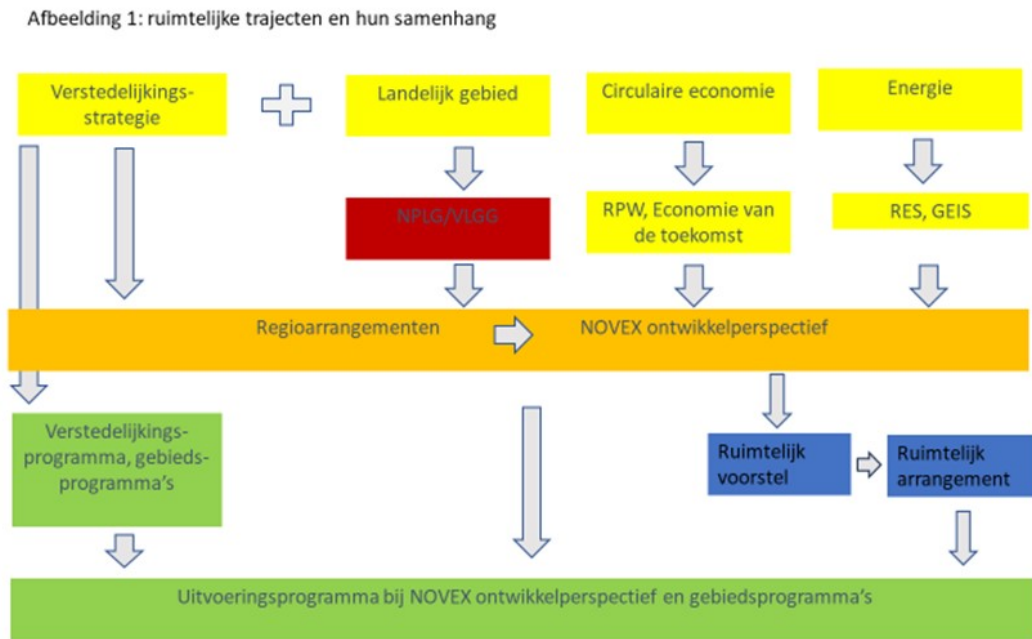 Afbeelding 1: ruimtelijke trajecten en hun samenhang
Verstedelijkings-
strategie
Landelijk gebied
Circulaire economie
Energie
NPLG/VLGG
RPW, Economie van
de toekomst
RES, GEIS
Regioarrangementen
NOVEX ontwikkelperspectief
Verstedelijkings-
programma, gebieds-
programma's
Ruimtelijk
voorstel
Ruimtelijk
arrangement
Uitvoeringsprogramma bij NOVEX ontwikkelperspectief en gebiedsprogramma's